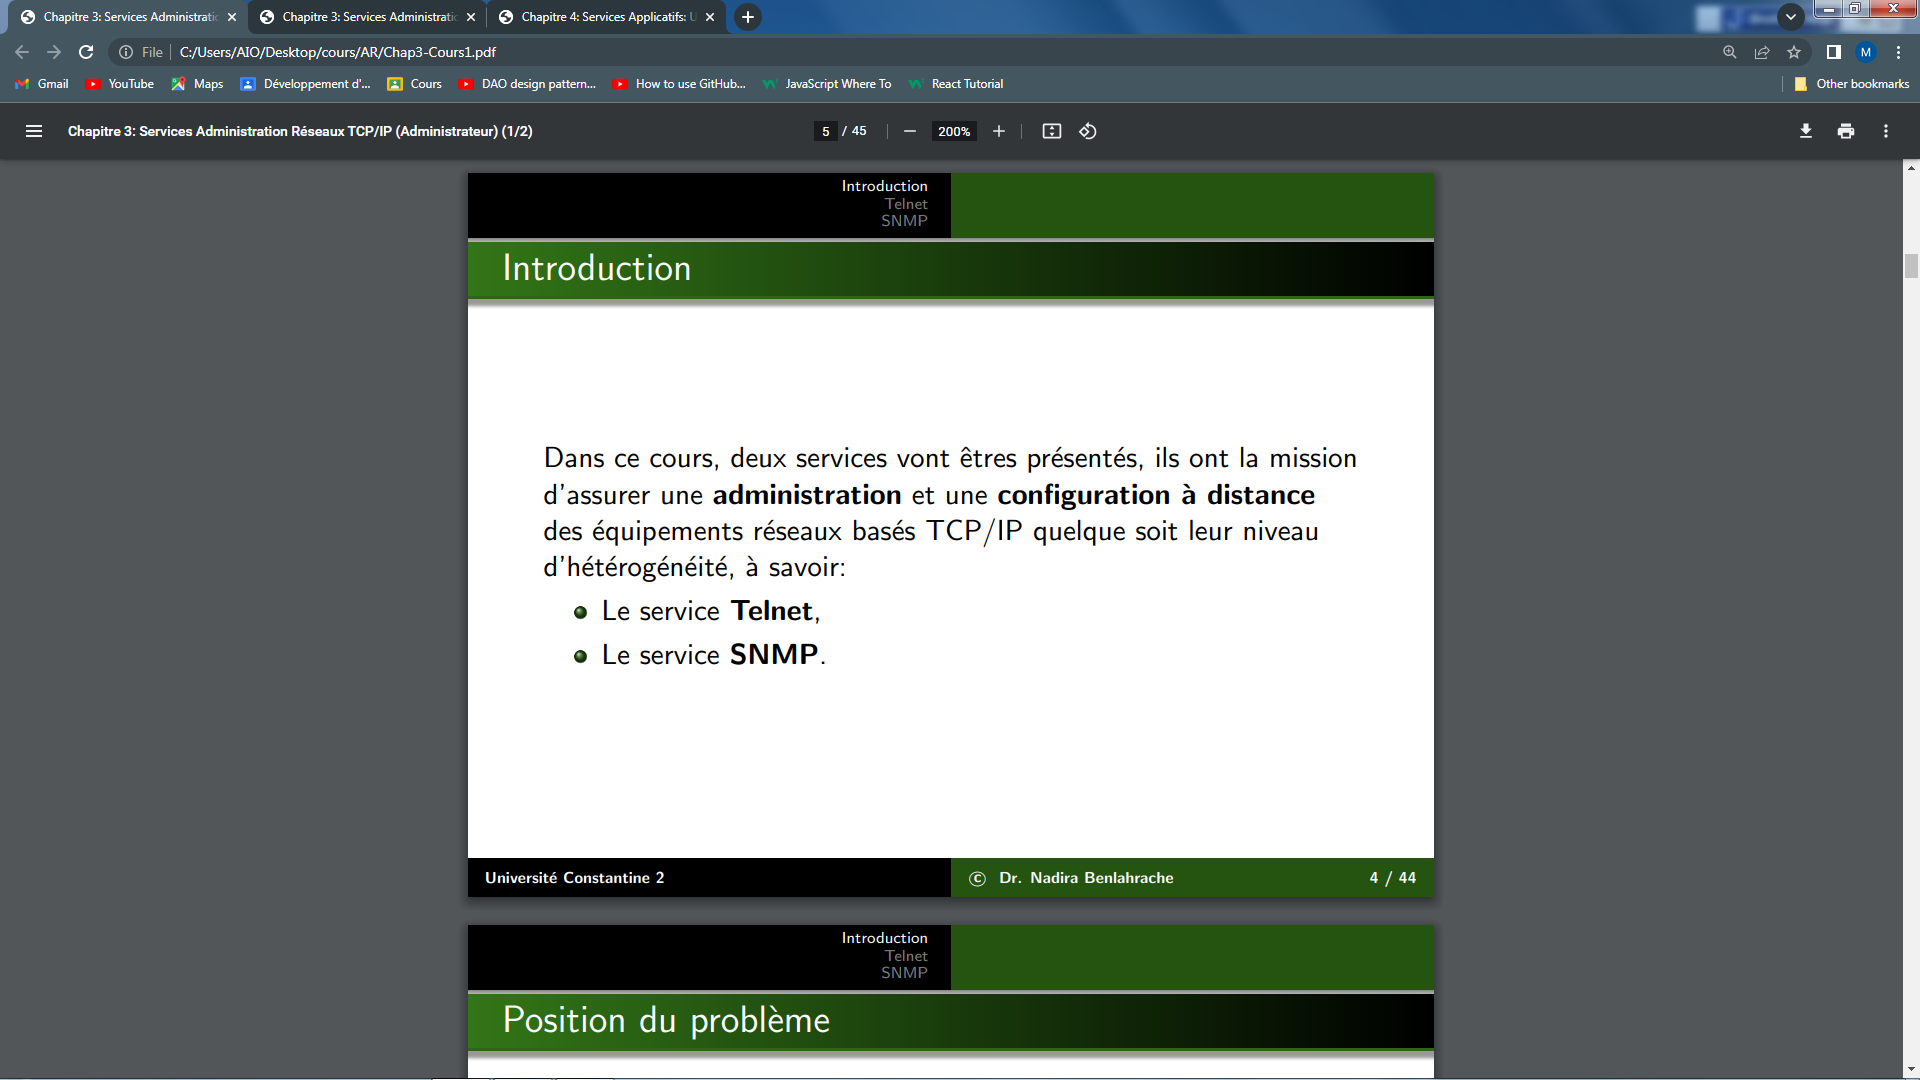 Chapitre 3: Services Administratio
Chapitre 3: Services Administratio
Chapitre 4: Services Applicatifs: U
File
C:/Users/AIO/Desktop/cours/AR/Chap3-Cours1.pdf
M
Gmail
YouTube
Maps
Développement d'...
Cours
DAO design pattern...
How to use GitHub...
JavaScript Where To
React Tutorial
Other bookmarks
Chapitre 3: Services Administration Réseaux TCP/IP (Administrateur) (1/2)
5 / 45
200%
Introduction
Telnet
SNMP
Introduction
Dans ce cours, deux services vont êtres présentés, ils ont la mission
d'assurer une administration et une configuration à distance
des équipements réseaux basés TCP/IP quelque soit leur niveau
d'hétérogénéité, à savoir:
Le service Telnet,
Le service SNMP.
Université Constantine 2
© Dr. Nadira Benlahrache
4 / 44
Introduction
Telnet
SNMP
Position du problème